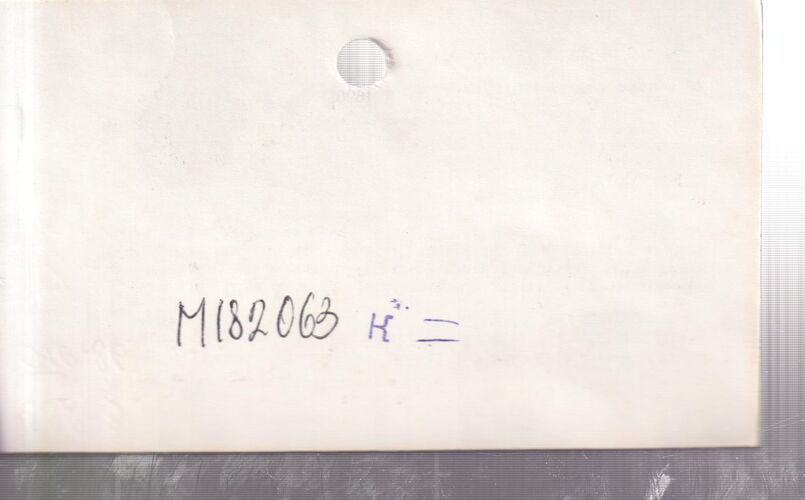 M182063 K =